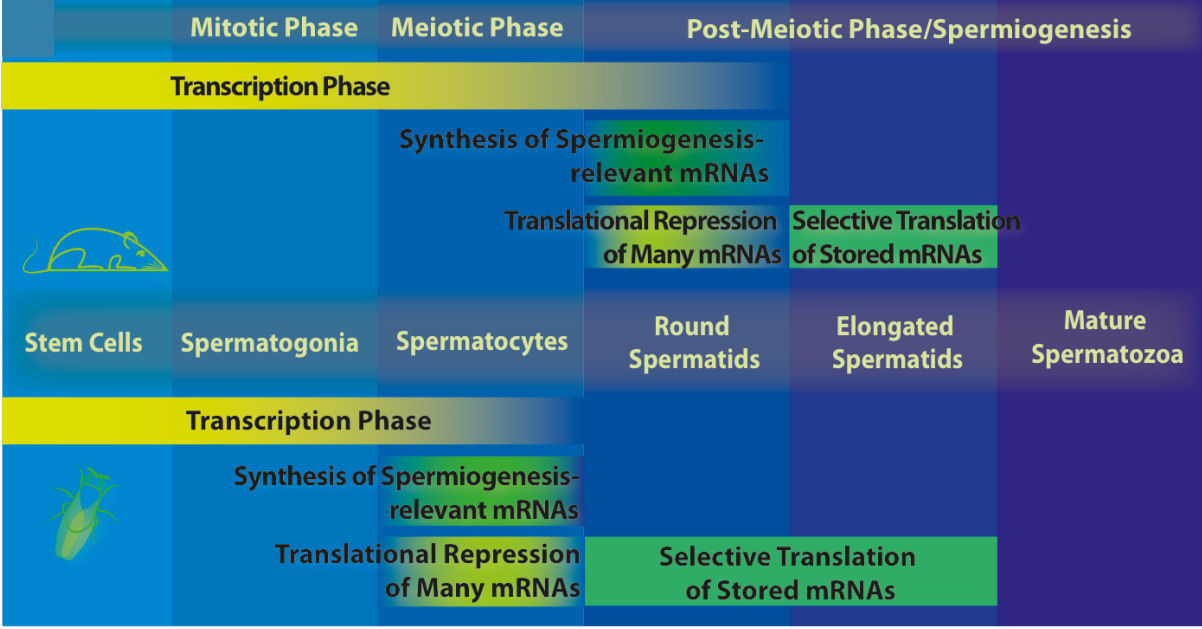 Mitotic Phase
Meiotic Phase
Post-Meiotic Phase/Spermiogenesis
Transcription Phase
Synthesis of Spermiogenesis-
relevant mRNAs
Translational Repression
of Many mRNAs
Selective Translation
of Stored mRNAs
Stem Cells
Spermatogonia
Spermatocytes
Round
Spermatids
Elongated
Spermatids
Mature
Spermatozoa
Transcription Phase
Synthesis of Spermiogenesis-
relevant mRNAs
Translational Repression
of Many mRNAs
Selective Translation
of Stored mRNAs